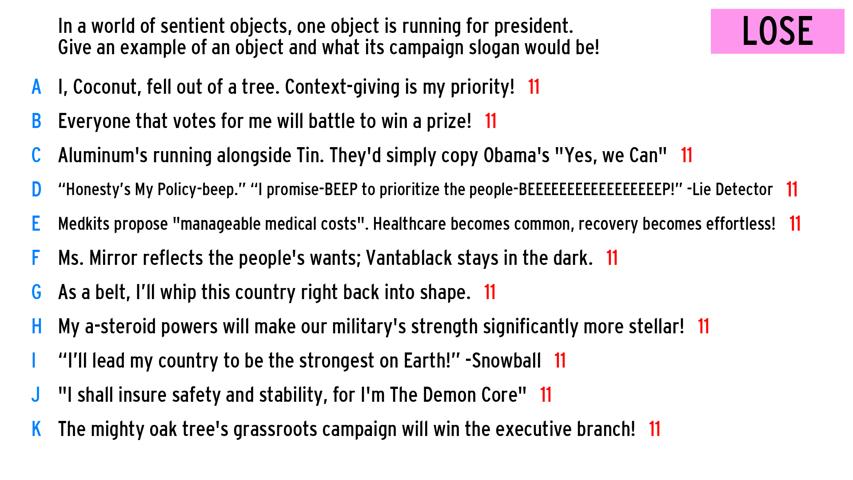 In a world of sentient objects, one object is running for president.
Give an example of an object and what its campaign slogan would be!
LOSE
A I, Coconut, fell out of a tree. Context-giving is my priority! 11
B Everyone that votes for me will battle to win a prize! 11
C Aluminum's running alongside Tin. They'd simply copy Obama's "Yes, we Can" 11
D “Honesty’s My Policy-beep.” “I promise-BEEP to prioritize the people-BEEEEEEEEEEEEEEEEEP!” -Lie Detector 11
E Medkits propose "manageable medical costs". Healthcare becomes common, recovery becomes effortless! 11
F Ms. Mirror reflects the people's wants; Vantablack stays in the dark. 11
G As a belt, I’ll whip this country right back into shape. 11
H My a-steroid powers will make our military's strength significantly more stellar! 11
I “I’ll lead my country to be the strongest on Earth!” -Snowball 11
J "I shall insure safety and stability, for I'm The Demon Core" 11
K The mighty oak tree's grassroots campaign will win the executive branch! 11